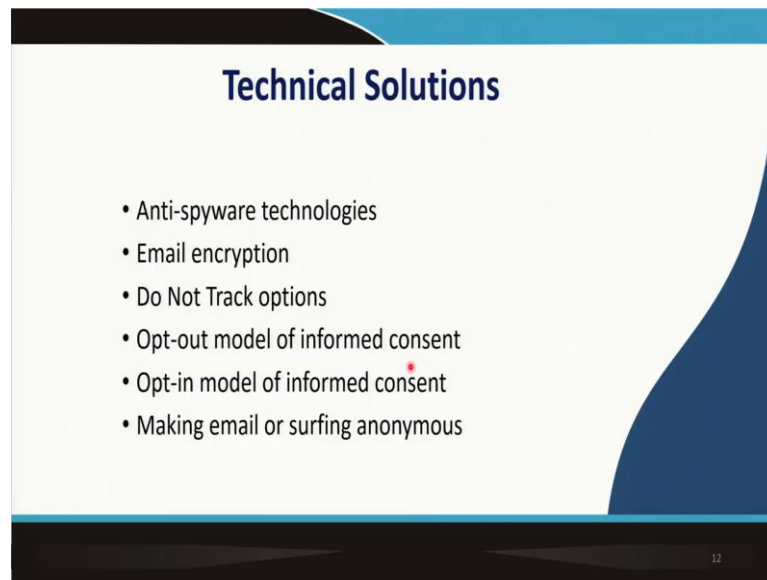 Technical Solutions
• Anti-spyware technologies
• Email encryption
• Do Not Track options
• Opt-out model of informed consent
• Opt-in model of informed consent
• Making email or surfing anonymous
12